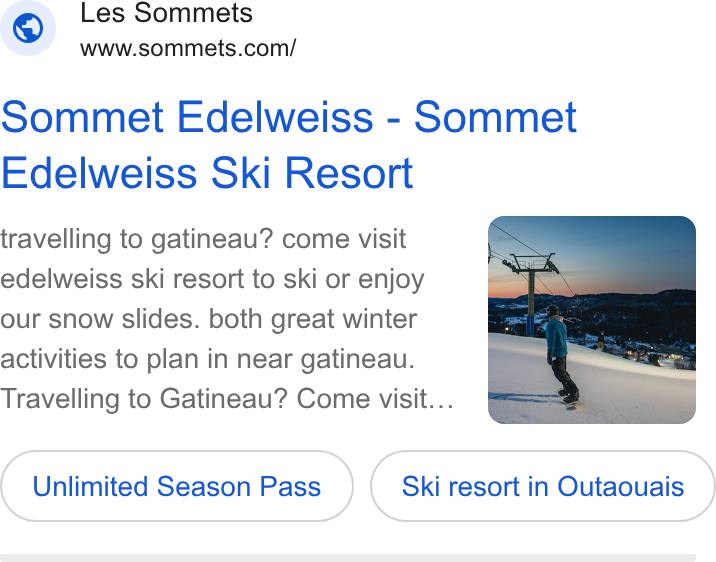 Les Sommets
www.sommets.com/
Sommet Edelweiss - Sommet
Edelweiss Ski Resort
travelling to gatineau? come visit
edelweiss ski resort to ski or enjoy
our snow slides. both great winter
activities to plan in near gatineau.
Travelling to Gatineau? Come visit…
Unlimited Season Pass
Ski resort in Outaouais